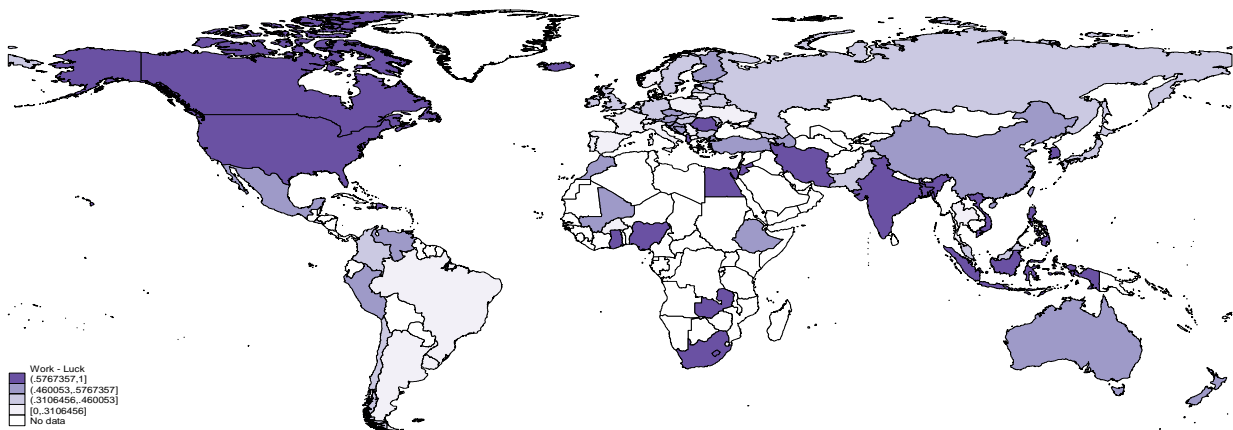 Work - Luck
(.5767357,1]
(.460053,.5767357]
(.3106456,.460053]
[0,.3106456]
No data